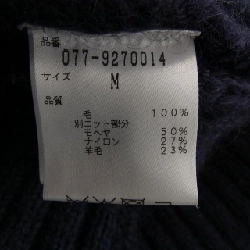 品番
077-9270014
サイズ
M
品質
毛 100%
別ニット部分
モヘヤ 50%
ナイロン 27%
羊毛 23%